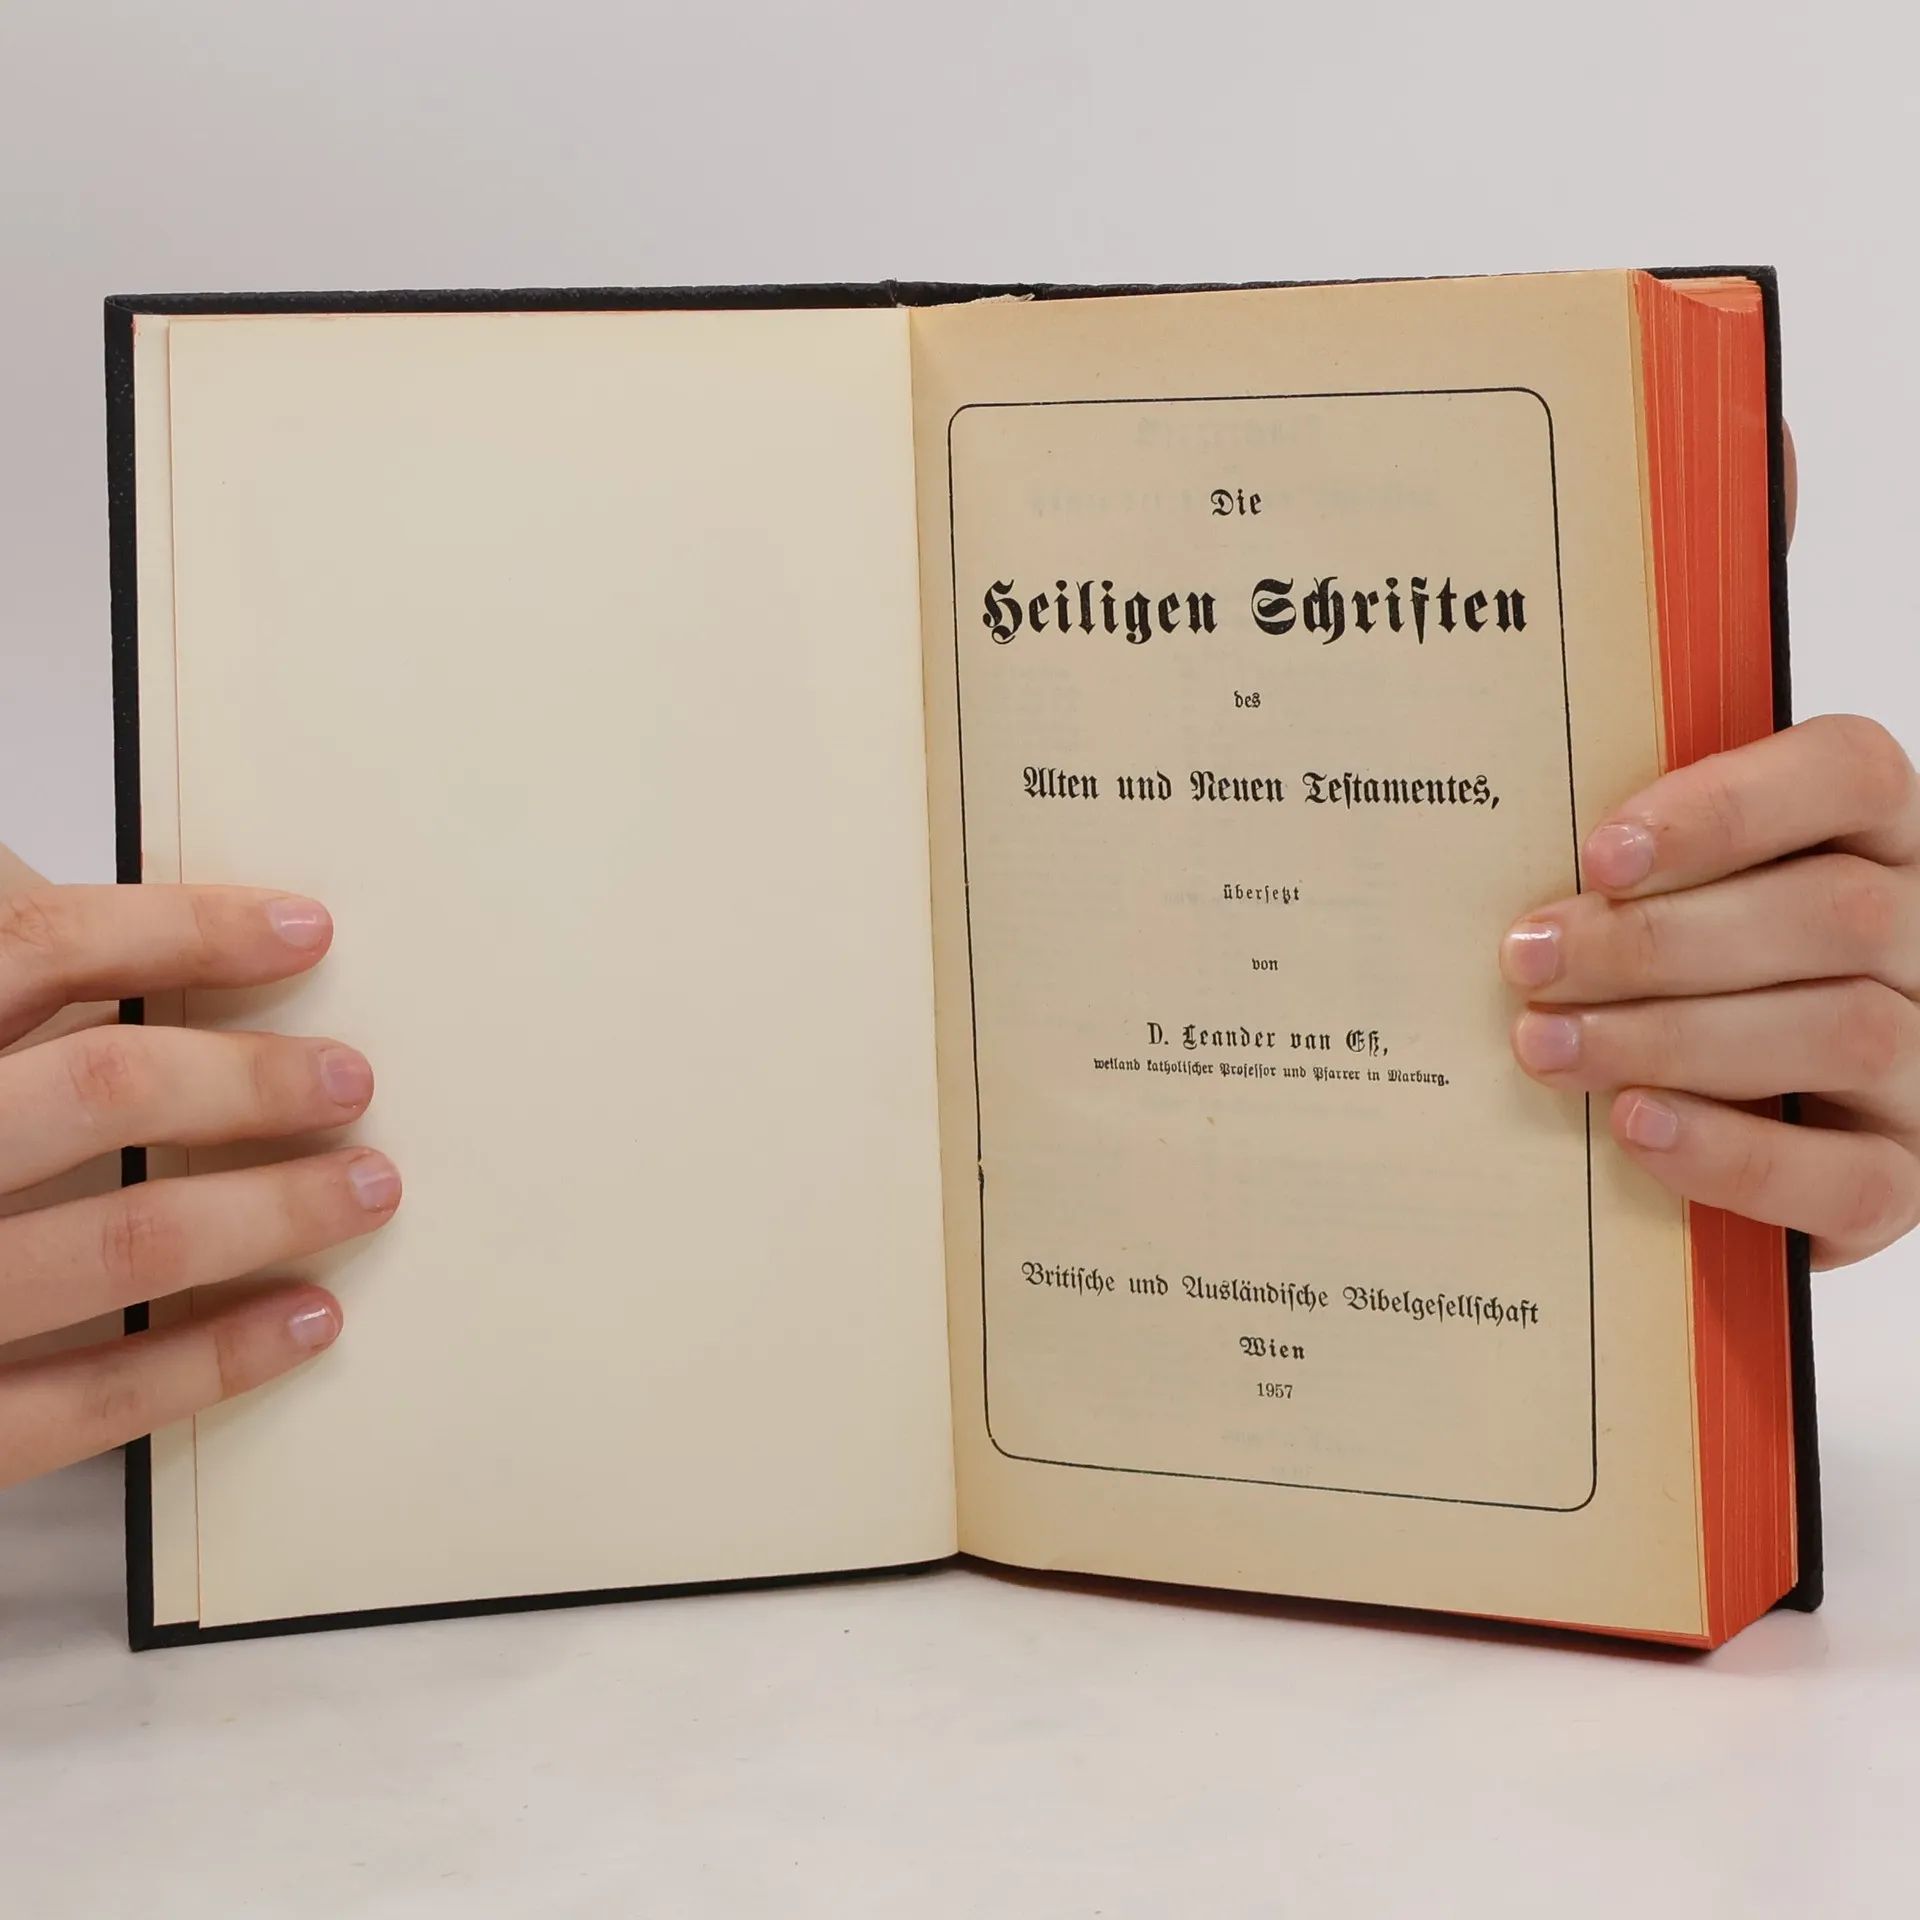 Die
Heiligen Schriften
des
Alten und Neuen Testamentes,
übersetzt
von
D. Leander van Eß,
weiland katholischer Professor und Pfarrer in Marburg.
Britische und Ausländische Bibelgesellschaft
Wien
1957